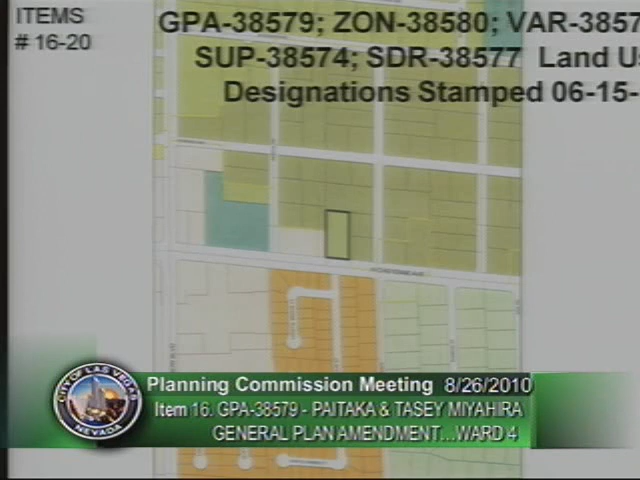 ITEMS
# 16-20
GPA-38579; ZON-38580; VAR-3857
SUP-38574; SDR-38577 Land Us
Designations Stamped 06-15-
CITY OF LAS VEGAS
NEVADA
Planning Commission Meeting 8/26/2010
Item 16. GPA-38579 - PAITAKA & TASEY MIYAHIRA
GENERAL PLAN AMENDMENT...WARD 4